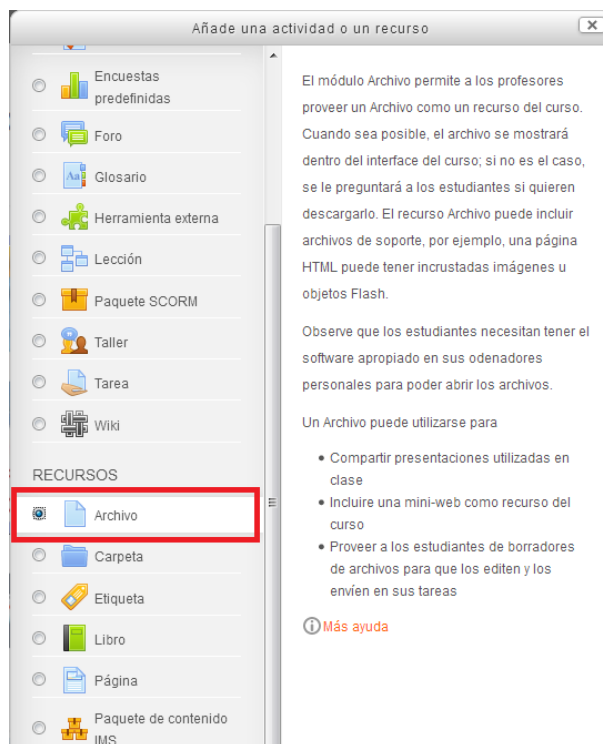 Añade una actividad o un recurso
Encuestas
predefinidas
Foro
Glosario
Herramienta externa
Lección
Paquete SCORM
Taller
Tarea
Wiki
RECURSOS
Archivo
Carpeta
Etiqueta
Libro
Página
Paquete de contenido
IMS
El módulo Archivo permite a los profesores
proveer un Archivo como un recurso del curso.
Cuando sea posible, el archivo se mostrará
dentro del interface del curso; si no es el caso,
se le preguntará a los estudiantes si quieren
descargarlo. El recurso Archivo puede incluir
archivos de soporte, por ejemplo, una página
HTML puede tener incrustadas imágenes u
objetos Flash.
Observe que los estudiantes necesitan tener el
software apropiado en sus odenadores
personales para poder abrir los archivos.
Un Archivo puede utilizarse para
• Compartir presentaciones utilizadas en
clase
• Incluire una mini-web como recurso del
curso
• Proveer a los estudiantes de borradores
de archivos para que los editen y los
envíen en sus tareas
Más ayuda